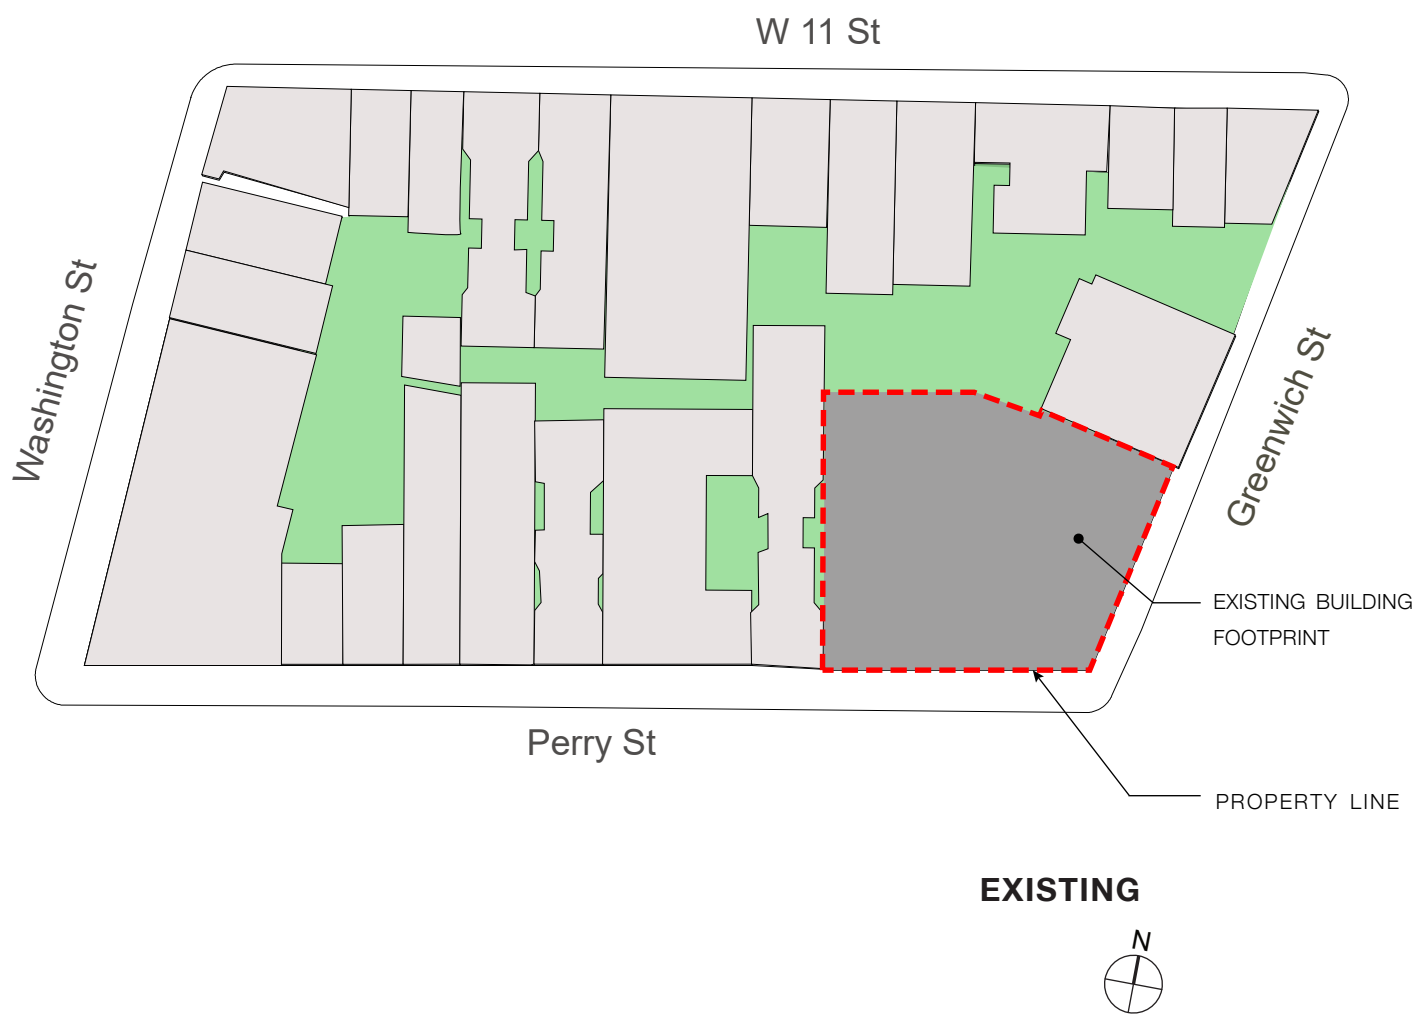 W 11 St
Washington St
Greenwich St
EXISTING BUILDING
FOOTPRINT
Perry St
PROPERTY LINE
EXISTING
N